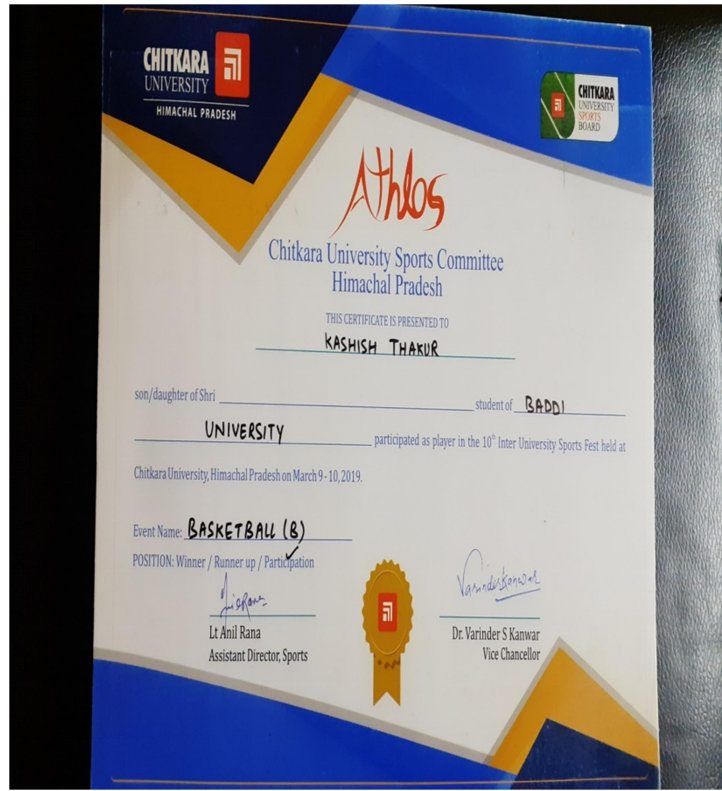 CHITKARA
UNIVERSITY
HIMACHAL PRADESH
CHITKARA
UNIVERSITY
SPORTS
BOARD
Athlos
Chitkara University Sports Committee
Himachal Pradesh
THIS CERTIFICATE IS PRESENTED TO
KASHISH THAKUR
son/daughter of Shri student of BADDI
UNIVERSITY participated as player in the 10th Inter University Sports Fest held at
Chitkara University, Himachal Pradesh on March 9 - 10, 2019.
Event Name: BASKETBALL (B)
POSITION: Winner / Runner up / Participation
Varinderkanwar
Lt Anil Rana
Assistant Director, Sports
Dr. Varinder S Kanwar
Vice Chancellor